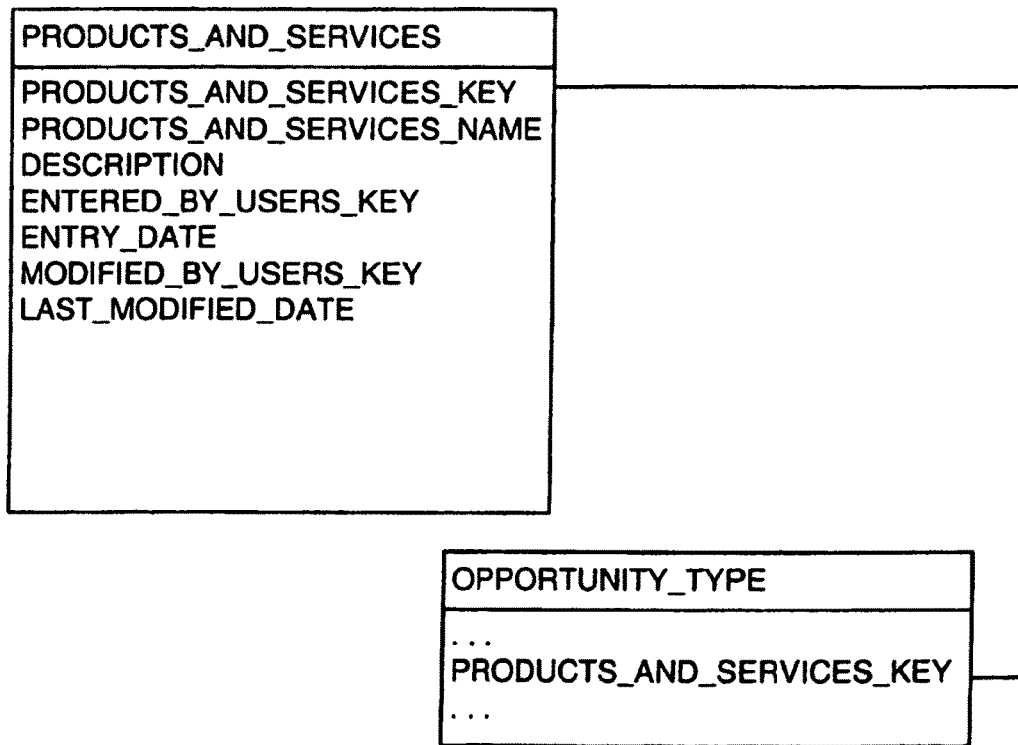 PRODUCTS_AND_SERVICES
PRODUCTS_AND_SERVICES_KEY
PRODUCTS_AND_SERVICES_NAME
DESCRIPTION
ENTERED_BY_USERS_KEY
ENTRY_DATE
MODIFIED_BY_USERS_KEY
LAST_MODIFIED_DATE
OPPORTUNITY_TYPE
. . .
PRODUCTS_AND_SERVICES_KEY
. . .